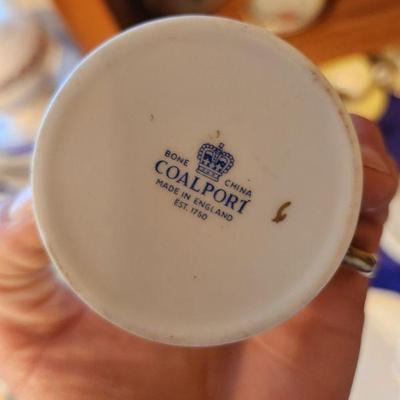 BONE CHINA
COALPORT
MADE IN ENGLAND
EST. 1750